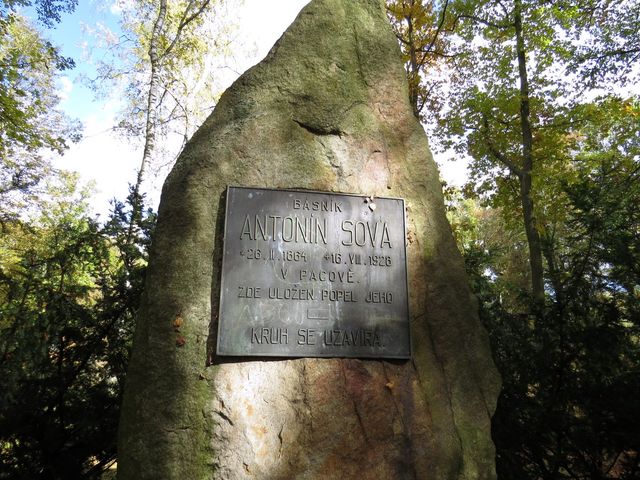 BÁSNÍK
ANTONÍN SOVA
*26. II. 1864 +16. VIII. 1928
V PACOVĚ.
ZDE ULOŽEN POPEL JEHO
KRUH SE UZAVÍRÁ.